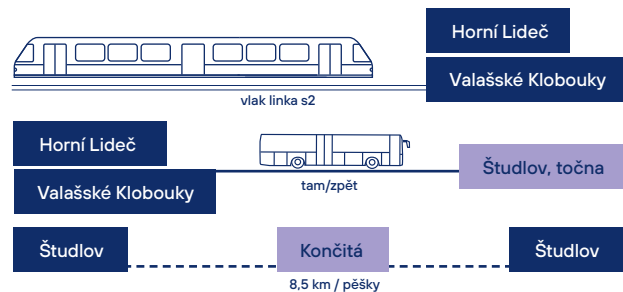 Horní Lideč
Valašské Klobouky
vlak linka s2
Horní Lideč
Valašské Klobouky
tam/zpět
Študlov, točna
Študlov
Končitá
Študlov
8,5 km / pěšky